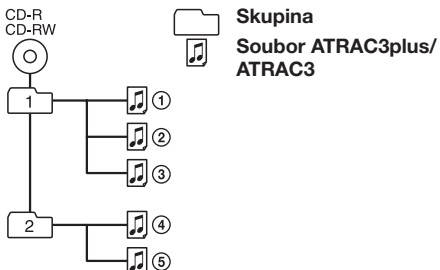 CD-R
CD-RW
Skupina
Soubor ATRAC3plus/
ATRAC3
1
①
②
③
2
④
⑤